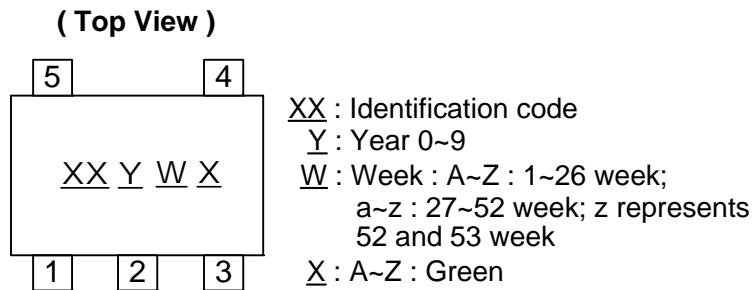 ( Top View )
5 4
XX Y W X
1 2 3
XX : Identification code
Y : Year 0~9
W : Week : A~Z : 1~26 week;
a~z : 27~52 week; z represents
52 and 53 week
X : A~Z : Green